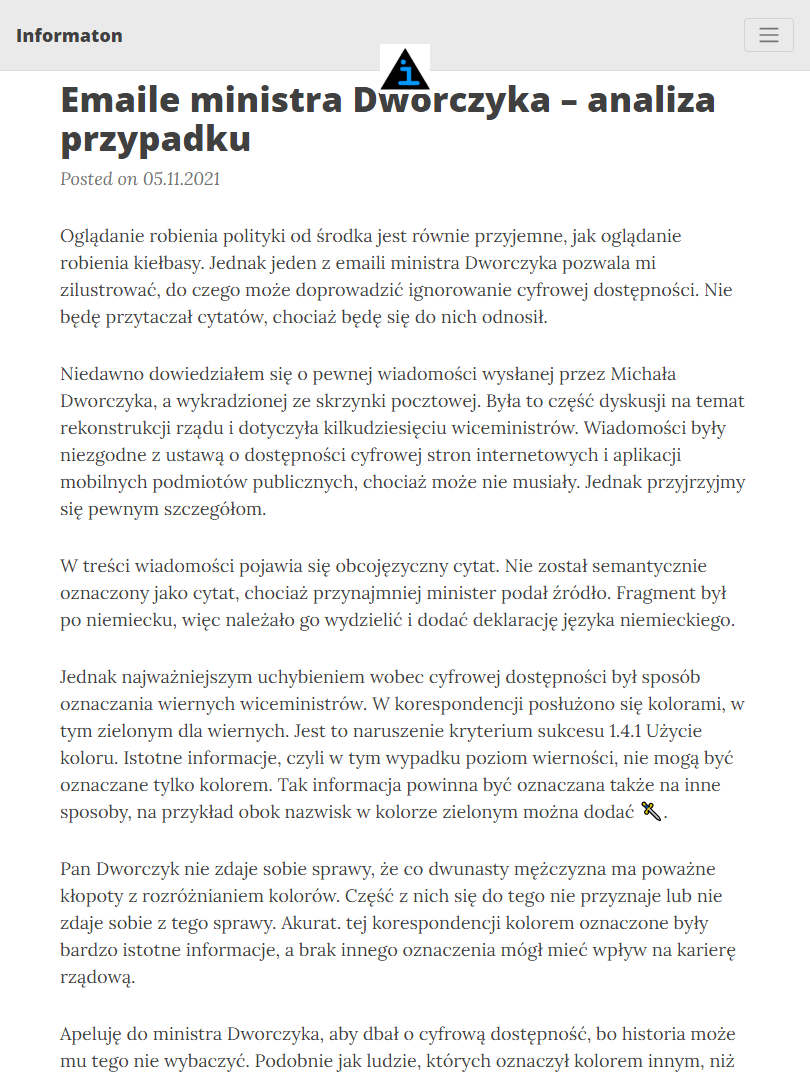 Informaton
Emaile ministra Dworczyka – analiza
przypadku
Posted on 05.11.2021
Oglądanie robienia polityki od środka jest równie przyjemne, jak oglądanie
robienia kiełbasy. Jednak jeden z emaili ministra Dworczyka pozwala mi
zilustrować, do czego może doprowadzić ignorowanie cyfrowej dostępności. Nie
będę przytaczał cytatów, chociaż będę się do nich odnosił.
Niedawno dowiedziałem się o pewnej wiadomości wysłanej przez Michała
Dworczyka, a wykradzionej ze skrzynki pocztowej. Była to część dyskusji na temat
rekonstrukcji rządu i dotyczyła kilkudziesięciu wiceministrów. Wiadomości były
niezgodne z ustawą o dostępności cyfrowej stron internetowych i aplikacji
mobilnych podmiotów publicznych, chociaż może nie musiały. Jednak przyjrzyjmy
się pewnym szczegółom.
W treści wiadomości pojawia się obcojęzyczny cytat. Nie został semantycznie
oznaczony jako cytat, chociaż przynajmniej minister podał źródło. Fragment był
po niemiecku, więc należało go wydzielić i dodać deklarację języka niemieckiego.
Jednak najważniejszym uchybieniem wobec cyfrowej dostępności był sposób
oznaczania wiernych wiceministrów. W korespondencji posłużono się kolorami, w
tym zielonym dla wiernych. Jest to naruszenie kryterium sukcesu 1.4.1 Użycie
koloru. Istotne informacje, czyli w tym wypadku poziom wierności, nie mogą być
oznaczane tylko kolorem. Tak informacja powinna być oznaczana także na inne
sposoby, na przykład obok nazwisk w kolorze zielonym można dodać 🗡.
Pan Dworczyk nie zdaje sobie sprawy, że co dwunasty mężczyzna ma poważne
kłopoty z rozróżnianiem kolorów. Część z nich się do tego nie przyznaje lub nie
zdaje sobie z tego sprawy. Akurat. tej korespondencji kolorem oznaczone były
bardzo istotne informacje, a brak innego oznaczenia mógł mieć wpływ na karierę
rządową.
Apeluję do ministra Dworczyka, aby dbał o cyfrową dostępność, bo historia może
mu tego nie wybaczyć. Podobnie jak ludzie, których oznaczył kolorem innym, niż